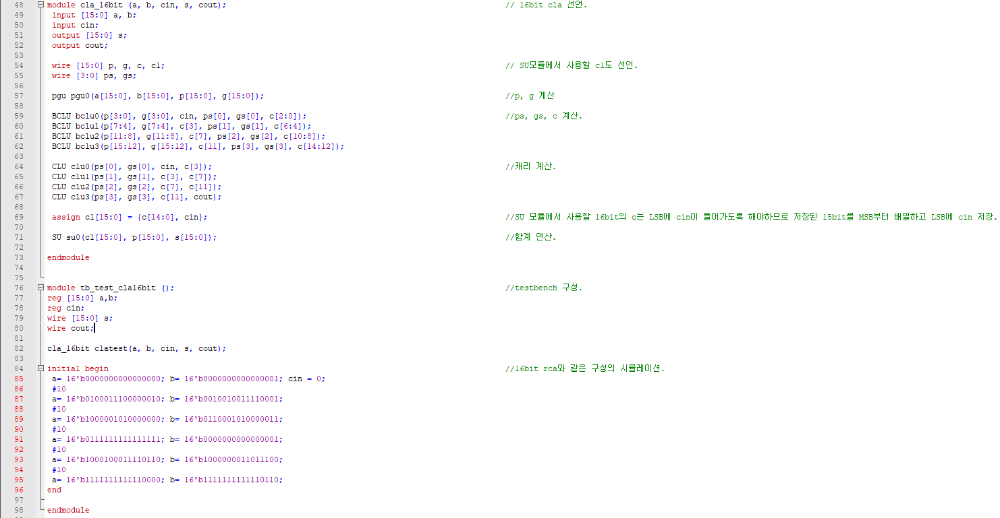 48 module cla_16bit (a, b, cin, s, cout); // 16bit cla 선언.
49 input [15:0] a, b;
50 input cin;
51 output [15:0] s;
52 output cout;
53
54 wire [15:0] p, g, c, c1; // SU모듈에서 사용할 c1도 선언.
55 wire [3:0] ps, gs;
56
57 pgu pgu0(a[15:0], b[15:0], p[15:0], g[15:0]); //p, g 계산
58
59 BCLU bclu0(p[3:0], g[3:0], cin, ps[0], gs[0], c[2:0]); //ps, gs, c 계산.
60 BCLU bclu1(p[7:4], g[7:4], c[3], ps[1], gs[1], c[6:4]);
61 BCLU bclu2(p[11:8], g[11:8], c[7], ps[2], gs[2], c[10:8]);
62 BCLU bclu3(p[15:12], g[15:12], c[11], ps[3], gs[3], c[14:12]);
63
64 CLU clu0(ps[0], gs[0], cin, c[3]); //캐리 계산.
65 CLU clu1(ps[1], gs[1], c[3], c[7]);
66 CLU clu2(ps[2], gs[2], c[7], c[11]);
67 CLU clu3(ps[3], gs[3], c[11], cout);
68
69 assign c1[15:0] = {c[14:0], cin}; //SU 모듈에서 사용할 16bit의 c는 LSB에 cin이 들어가도록 해야하므로 저장된 15bit를 MSB부터 배열하고 LSB에 cin 저장.
70
71 SU su0(c1[15:0], p[15:0], s[15:0]); //합계 연산.
72
73 endmodule
74
75
76 module tb_test_cla16bit (); //testbench 구성.
77 reg [15:0] a,b;
78 reg cin;
79 wire [15:0] s;
80 wire cout;
81
82 cla_16bit clatest(a, b, cin, s, cout);
83
84 initial begin //16bit rca와 같은 구성의 시뮬레이션.
85 a= 16'b0000000000000000; b= 16'b0000000000000001; cin = 0;
86 #10
87 a= 16'b0100011100000010; b= 16'b0010010011110001;
88 #10
89 a= 16'b1000001010000000; b= 16'b0110001010000011;
90 #10
91 a= 16'b0111111111111111; b= 16'b0000000000000001;
92 #10
93 a= 16'b1000100011110110; b= 16'b1000000011011100;
94 #10
95 a= 16'b1111111111110000; b= 16'b1111111111110110;
96 end
97
98 endmodule